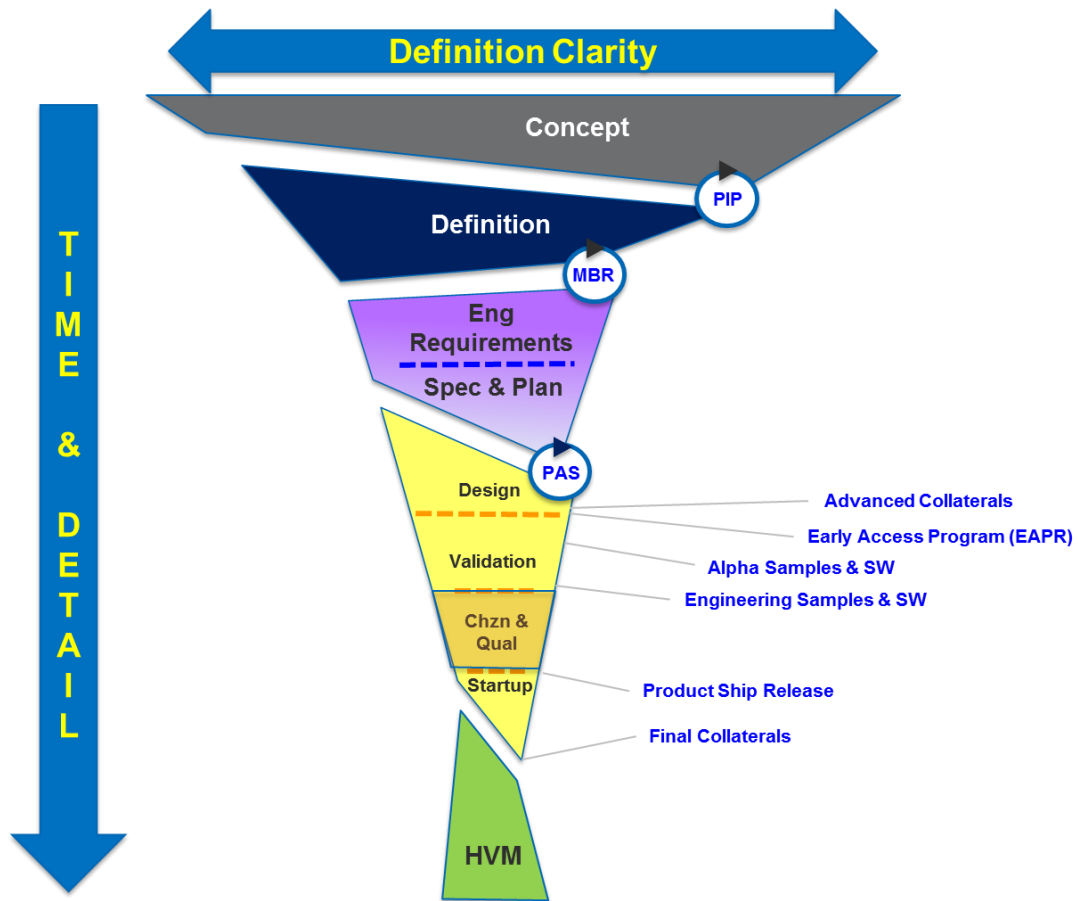 Definition Clarity
Concept
PIP
Definition
MBR
TIME & DETAIL
Eng
Requirements
Spec & Plan
PAS
Design
Advanced Collaterals
Early Access Program (EAPR)
Validation
Alpha Samples & SW
Engineering Samples & SW
Chzn &
Qual
Startup
Product Ship Release
Final Collaterals
HVM